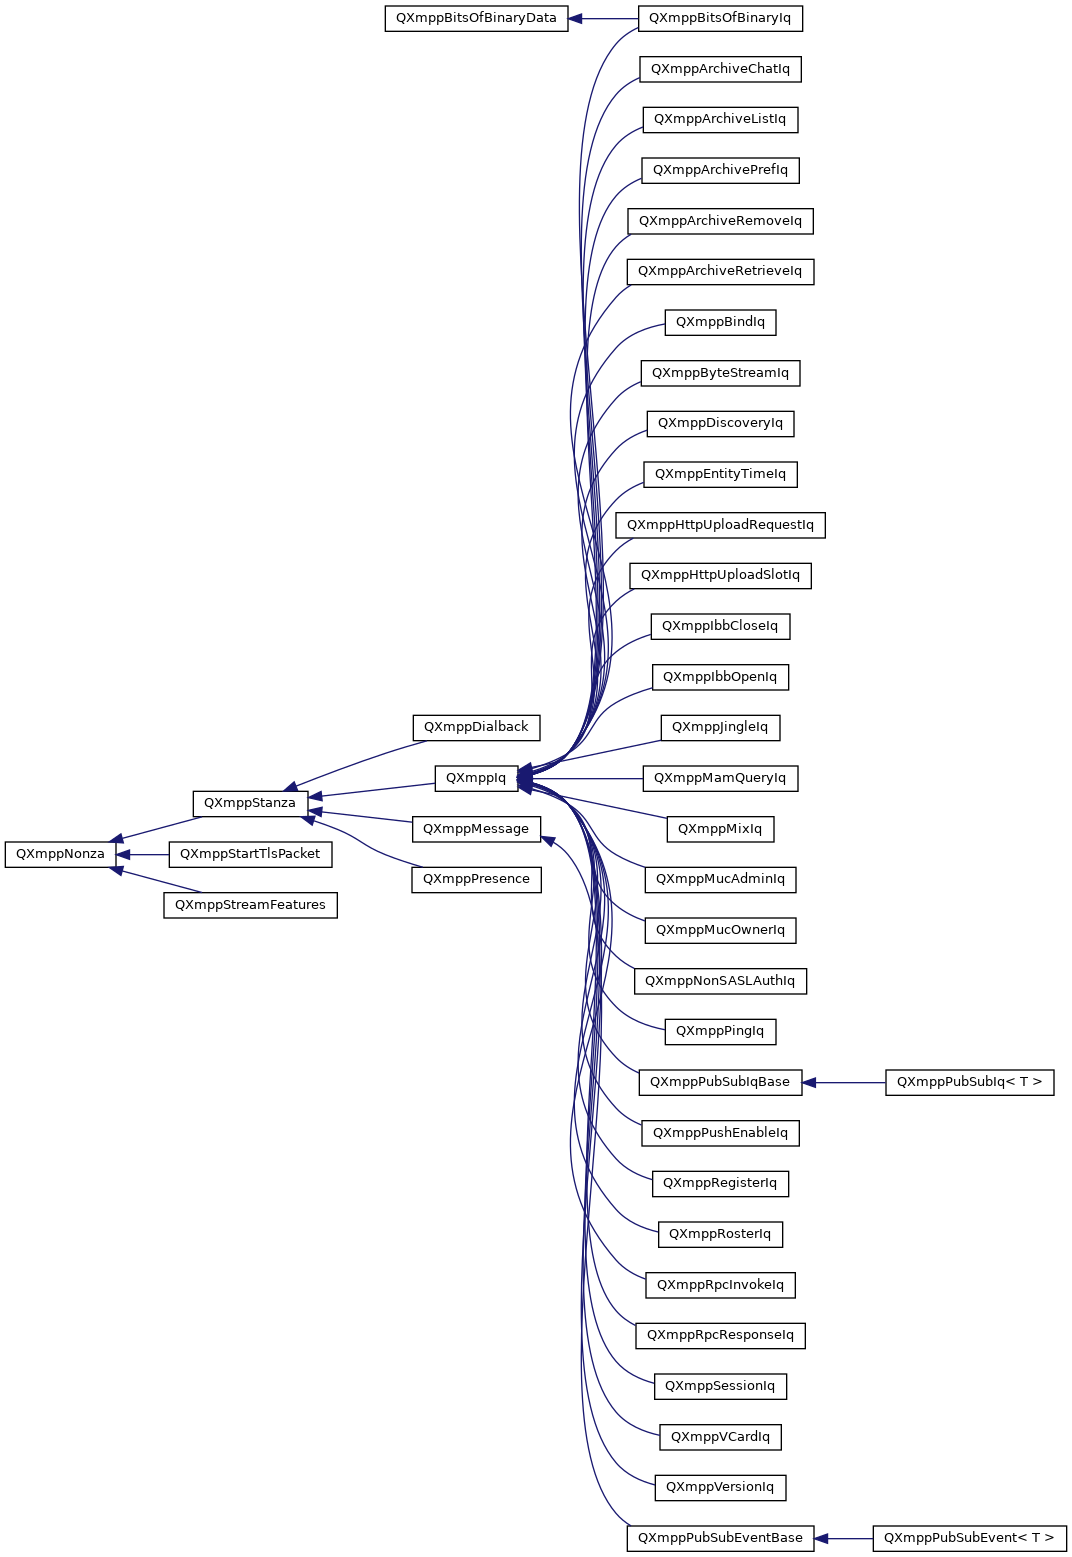 QXmppBitsOfBinaryData
QXmppBitsOfBinaryIq
QXmppArchiveChatIq
QXmppArchiveListIq
QXmppArchivePrefIq
QXmppArchiveRemoveIq
QXmppArchiveRetrieveIq
QXmppBindIq
QXmppByteStreamIq
QXmppDiscoveryIq
QXmppEntityTimeIq
QXmppHttpUploadRequestIq
QXmppHttpUploadSlotIq
QXmppIbbCloseIq
QXmppIbbOpenIq
QXmppDialback
QXmppJingleIq
QXmppIq
QXmppMamQueryIq
QXmppStanza
QXmppMessage
QXmppMixIq
QXmppNonza
QXmppStartTlsPacket
QXmppPresence
QXmppMucAdminIq
QXmppStreamFeatures
QXmppMucOwnerIq
QXmppNonSASLAuthIq
QXmppPingIq
QXmppPubSubIqBase
QXmppPubSubIq< T >
QXmppPushEnableIq
QXmppRegisterIq
QXmppRosterIq
QXmppRpcInvokeIq
QXmppRpcResponseIq
QXmppSessionIq
QXmppVCardIq
QXmppVersionIq
QXmppPubSubEventBase
QXmppPubSubEvent< T >